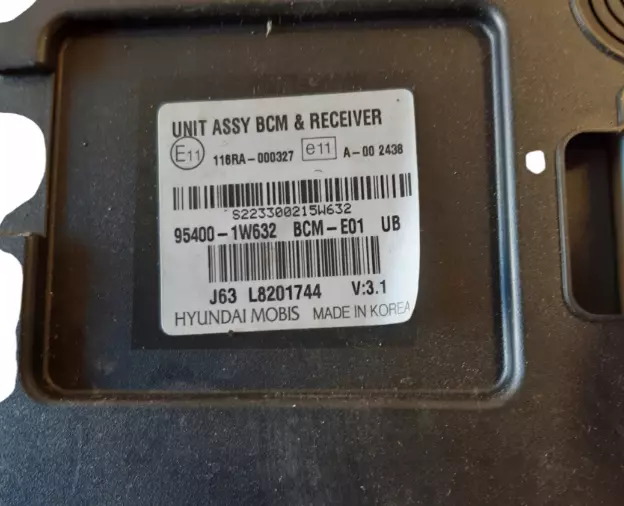 UNIT ASSY BCM & RECEIVER
E11 116RA-000327 e11 A-00 2438
S223300215W632
95400-1W632 BCM-E01 UB
J63 L8201744 V:3.1
HYUNDAI MOBIS MADE IN KOREA